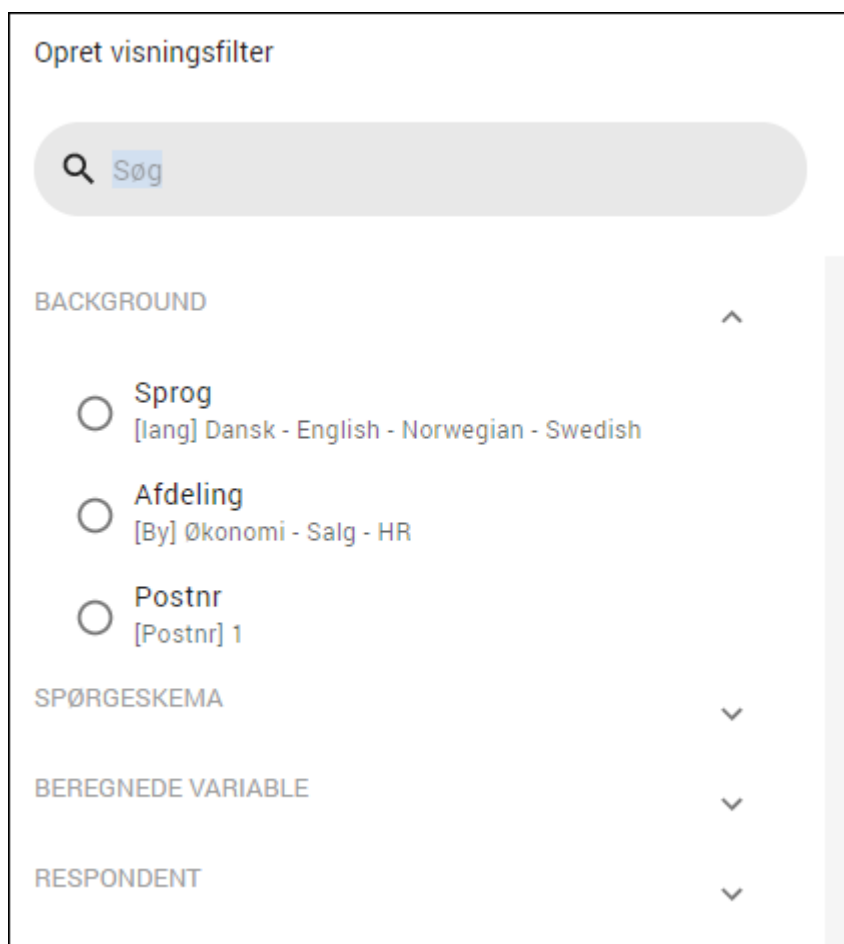 Opret visningsfilter
Søg
BACKGROUND
Sprog
[lang] Dansk - English - Norwegian - Swedish
Afdeling
[By] Økonomi - Salg - HR
Postnr
[Postnr] 1
SPØRGESKEMA
BEREGNEDE VARIABLE
RESPONDENT